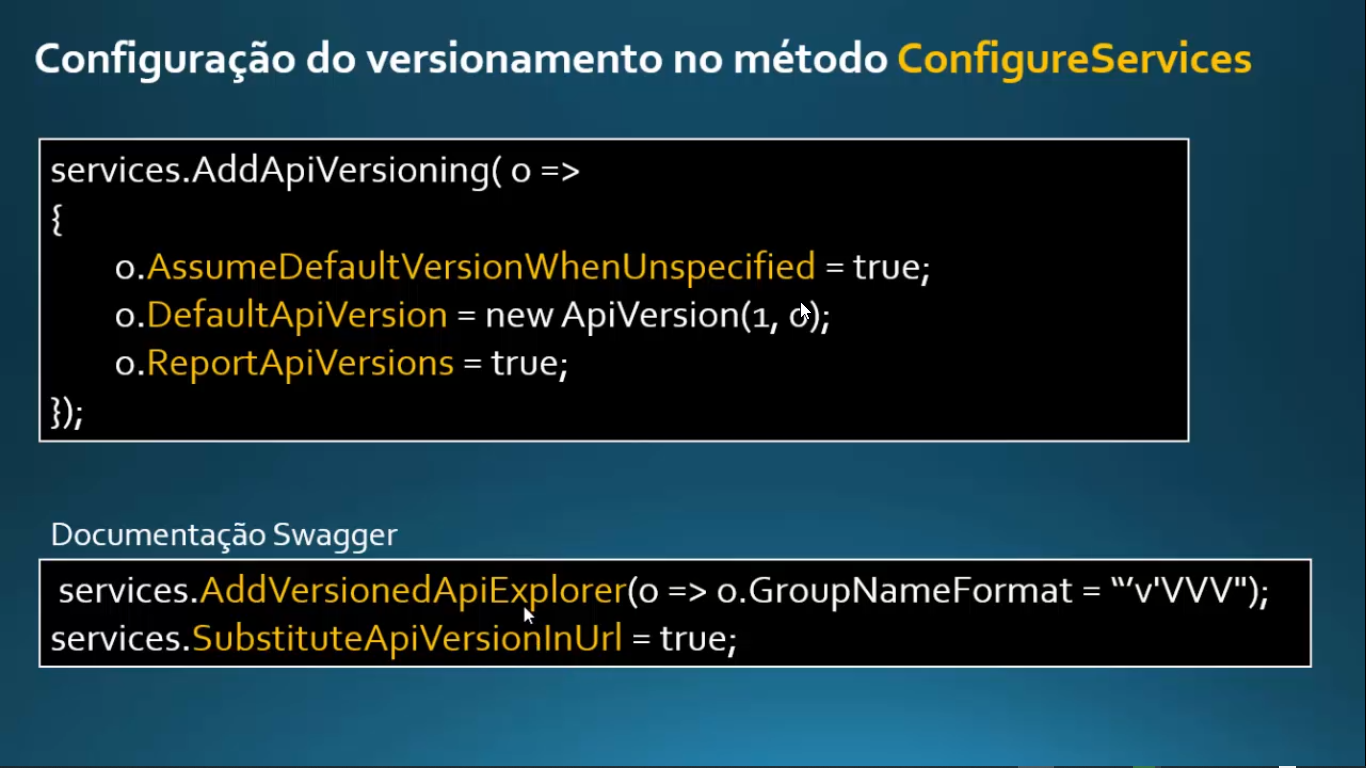 Configuração do versionamento no método ConfigureServices
services.AddApiVersioning( o =>
{
o.AssumeDefaultVersionWhenUnspecified = true;
o.DefaultApiVersion = new ApiVersion(1, 0);
o.ReportApiVersions = true;
});
Documentação Swagger
services.AddVersionedApiExplorer(o => o.GroupNameFormat = “’v'VVV");
services.SubstituteApiVersionInUrl = true;